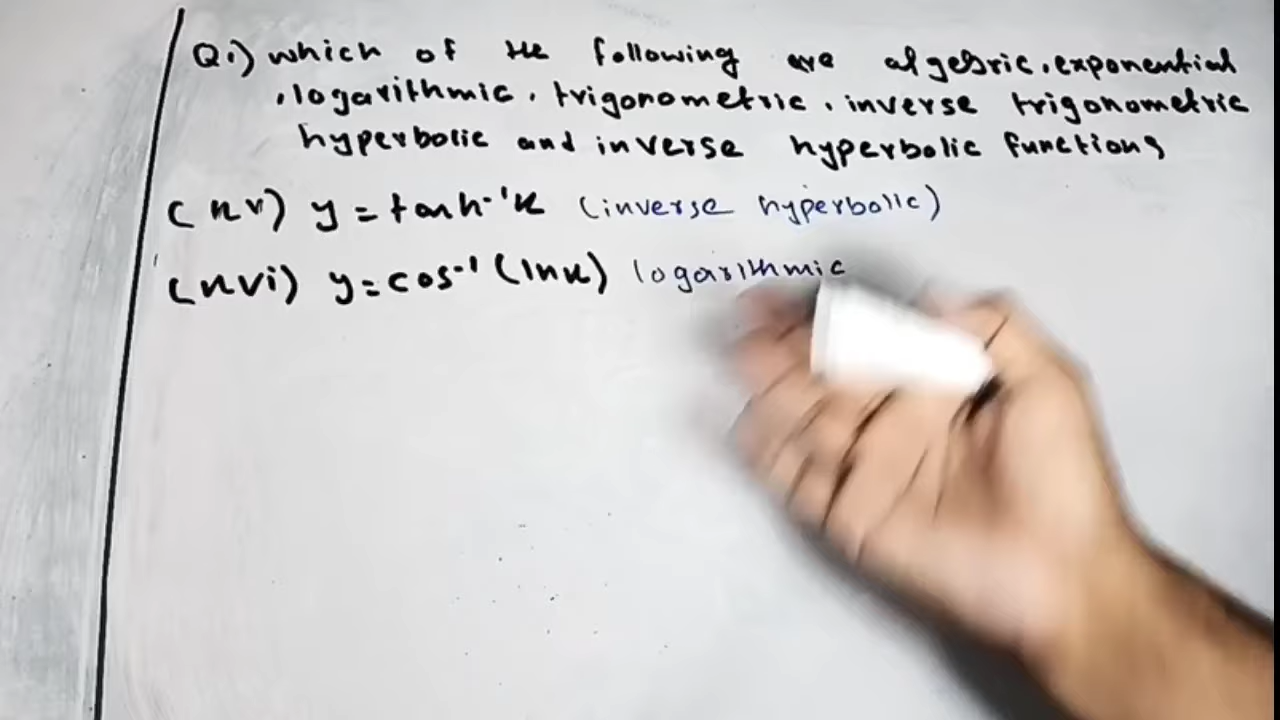 Q1) which of the following are algebric, exponential
, logarithmic, trigonometric, inverse trigonometric
hyperbolic and inverse hyperbolic functions
(xv) y = tanh⁻¹x (inverse hyperbolic)
(xvi) y = cos⁻¹ (lnx) logarithmic